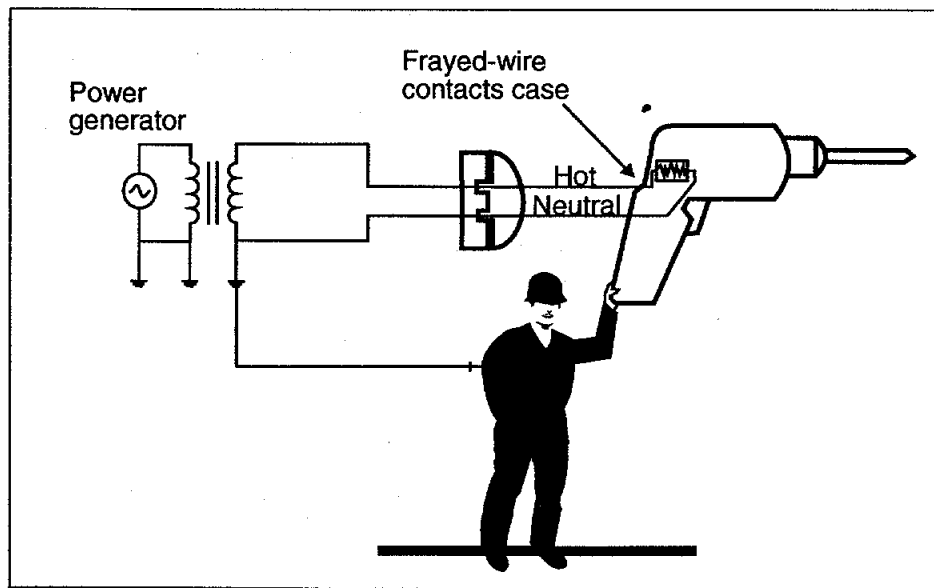 Frayed-wire
contacts case
Power
generator
Hot
Neutral